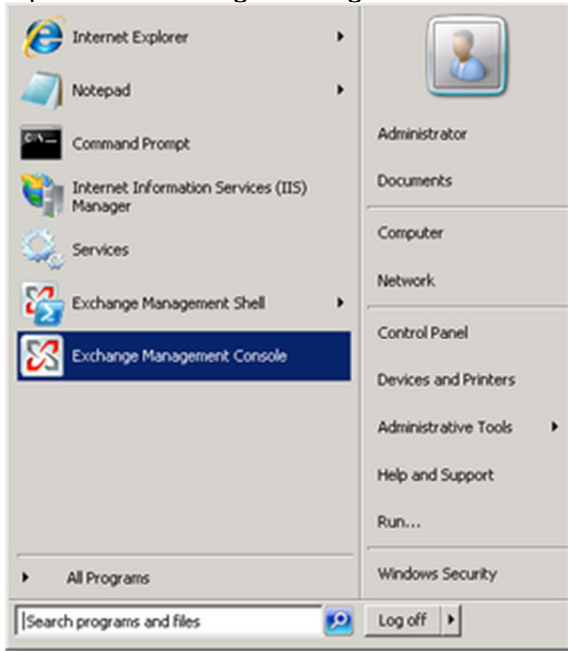 Internet Explorer
Notepad
Command Prompt
Internet Information Services (IIS)
Manager
Services
Exchange Management Shell
Exchange Management Console
All Programs
Search programs and files
Administrator
Documents
Computer
Network
Control Panel
Devices and Printers
Administrative Tools
Help and Support
Run...
Windows Security
Log off